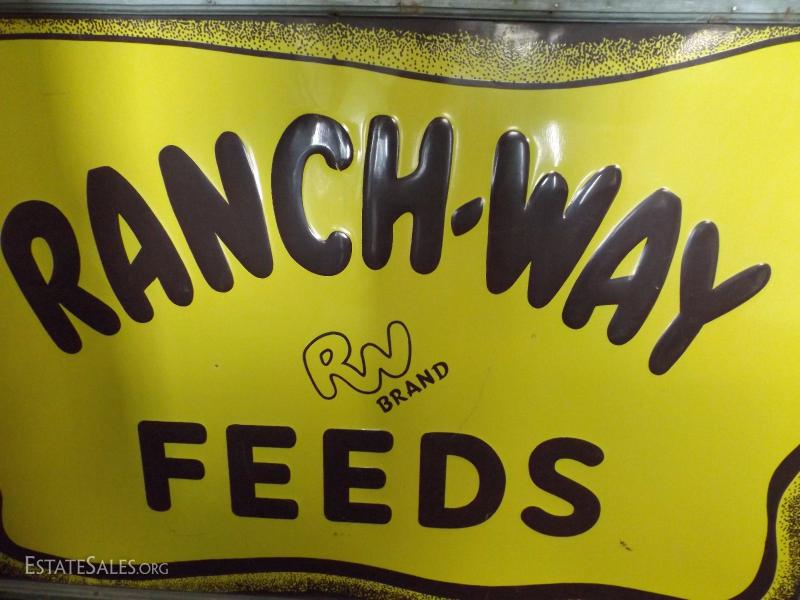 RANCH-WAY
RW
BRAND
FEEDS
ESTATESALES.ORG